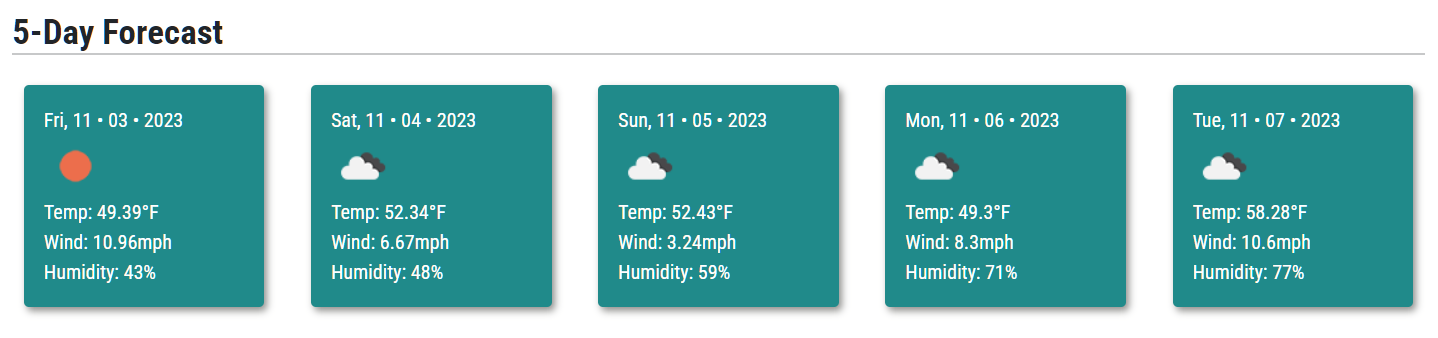 5-Day Forecast
Fri, 11 • 03 • 2023
Temp: 49.39°F
Wind: 10.96mph
Humidity: 43%
Sat, 11 • 04 • 2023
Temp: 52.34°F
Wind: 6.67mph
Humidity: 48%
Sun, 11 • 05 • 2023
Temp: 52.43°F
Wind: 3.24mph
Humidity: 59%
Mon, 11 • 06 • 2023
Temp: 49.3°F
Wind: 8.3mph
Humidity: 71%
Tue, 11 • 07 • 2023
Temp: 58.28°F
Wind: 10.6mph
Humidity: 77%